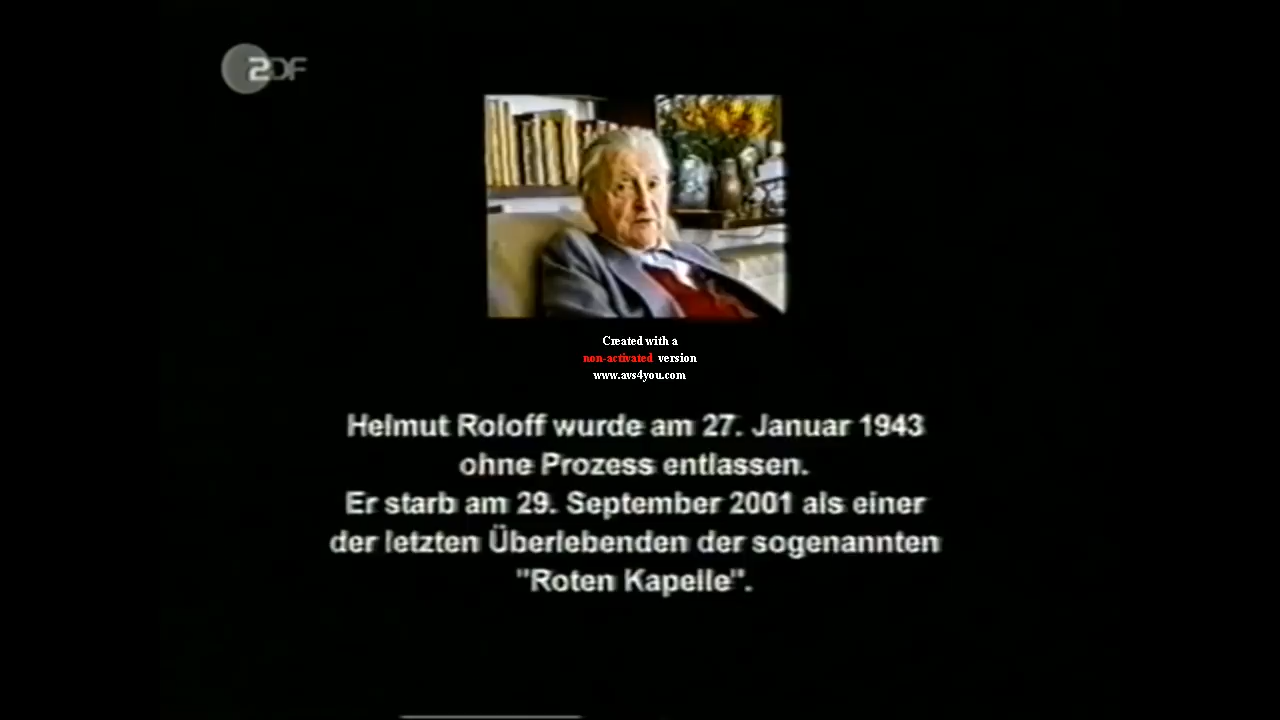 ZDF
Created with a
non-activated version
www.avs4you.com
Helmut Roloff wurde am 27. Januar 1943
ohne Prozess entlassen.
Er starb am 29. September 2001 als einer
der letzten Überlebenden der sogenannten
"Roten Kapelle".